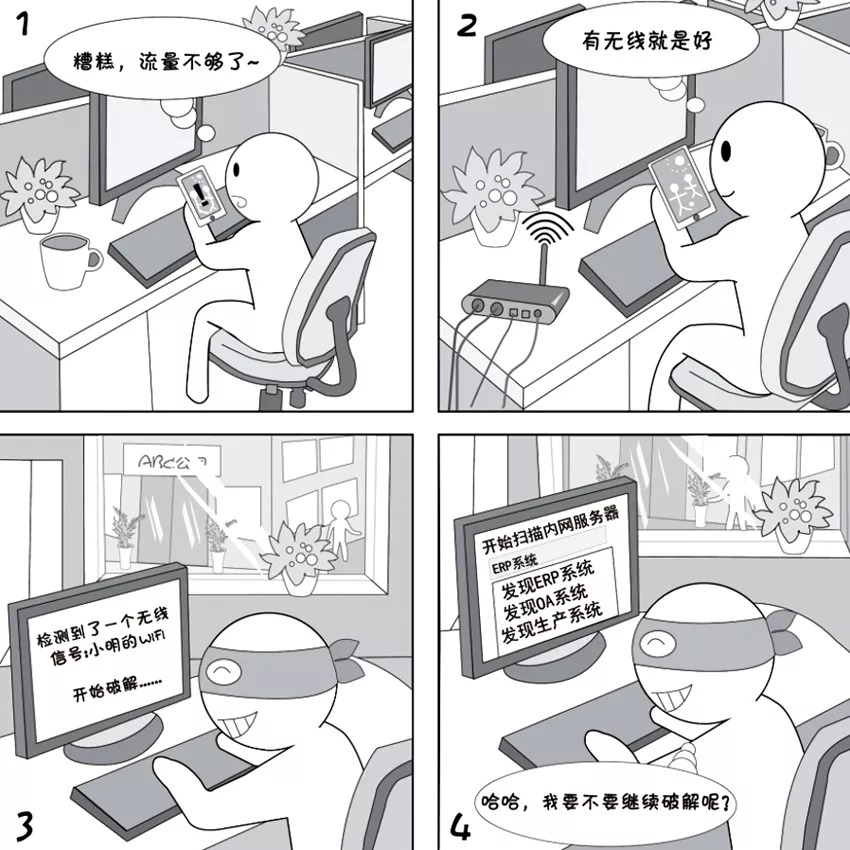 1
糟糕，流量不够了~
2
有无线就是好
3
ABC公司
检测到了一个无线
信号:小明的WiFi
开始破解......
4
开始扫描内网服务器
ERP系统
发现ERP系统
发现OA系统
发现生产系统
哈哈，我要不要继续破解呢?